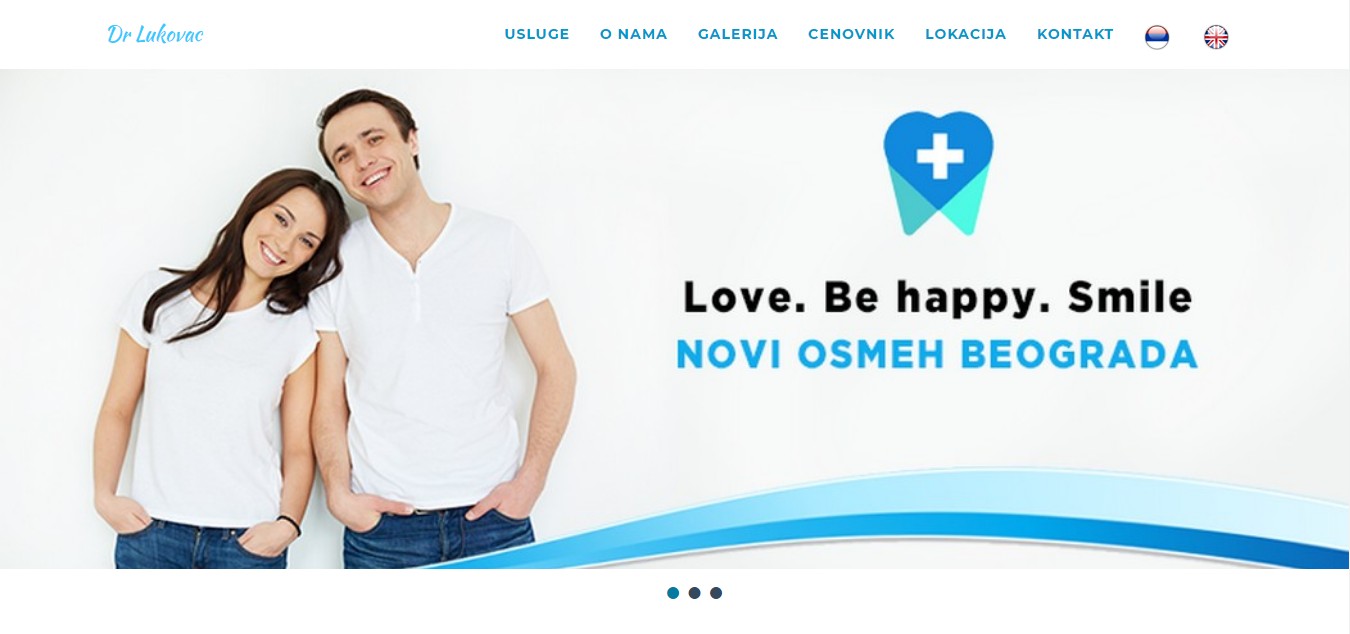 Dr Lukovac
USLUGE O NAMA GALERIJA CENOVNIK LOKACIJA KONTAKT
Love. Be happy. Smile
NOVI OSMEH BEOGRADA